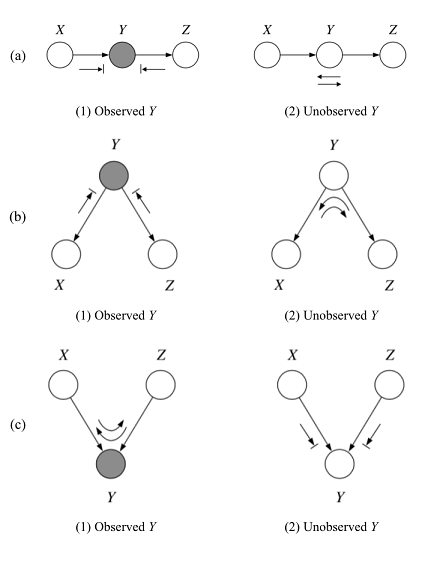 X Y Z X Y Z
(a)
(1) Observed Y (2) Unobserved Y
Y Y
(b)
X Z X Z
(1) Observed Y (2) Unobserved Y
X Z X Z
(c)
Y Y
(1) Observed Y (2) Unobserved Y